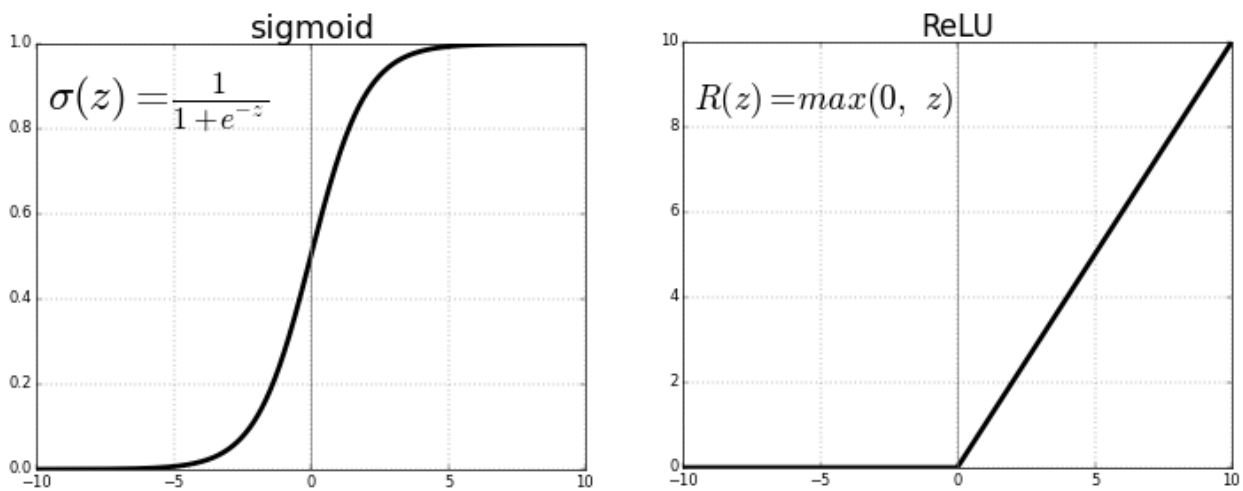 sigmoid
σ(z) = 1/(1+e^{-z})
1.0
0.8
0.6
0.4
0.2
0.0
−10 −5 0 5 10
ReLU
R(z) = max(0, z)
10
8
6
4
2
0
−10 −5 0 5 10